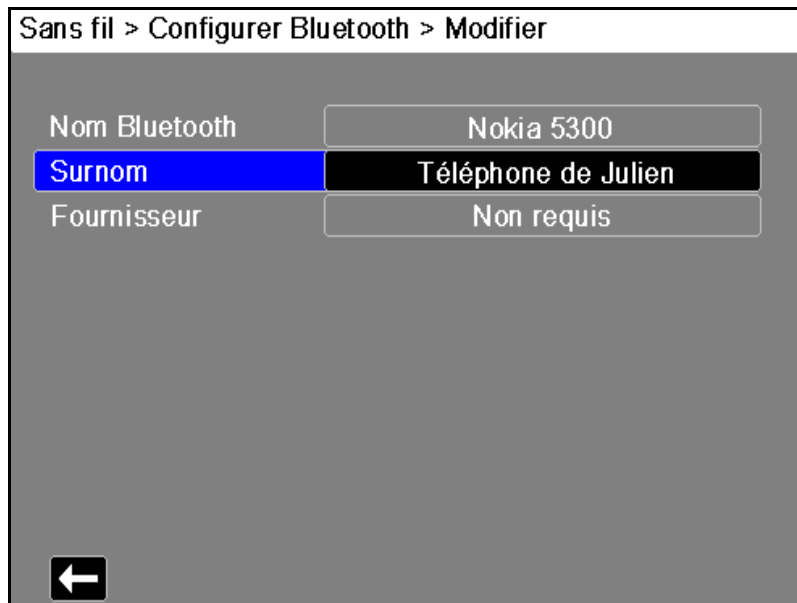 Sans fil > Configurer Bluetooth > Modifier
Nom Bluetooth Nokia 5300
Surnom Téléphone de Julien
Fournisseur Non requis